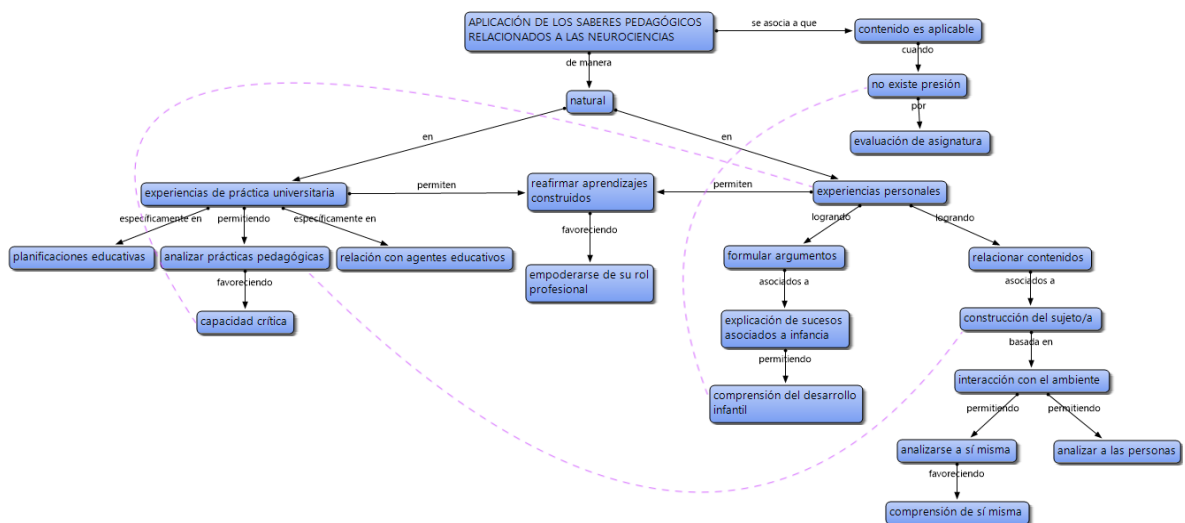 APLICACIÓN DE LOS SABERES PEDAGÓGICOS
RELACIONADOS A LAS NEUROCIENCIAS
se asocia a que
contenido es aplicable
cuando
de manera
no existe presión
natural
por
evaluación de asignatura
en
en
experiencias de práctica universitaria
permiten
reafirmar aprendizajes
construidos
permiten
experiencias personales
específicamente en
permitiendo
específicamente en
favoreciendo
logrando
logrando
planificaciones educativas
analizar prácticas pedagógicas
relación con agentes educativos
formular argumentos
relacionar contenidos
favoreciendo
empoderarse de su rol
profesional
asociados a
asociados a
capacidad crítica
explicación de sucesos
asociados a infancia
construcción del sujeto/a
basada en
permitiendo
interacción con el ambiente
comprensión del desarrollo
infantil
permitiendo
permitiendo
analizarse a sí misma
analizar a las personas
favoreciendo
comprensión de sí misma